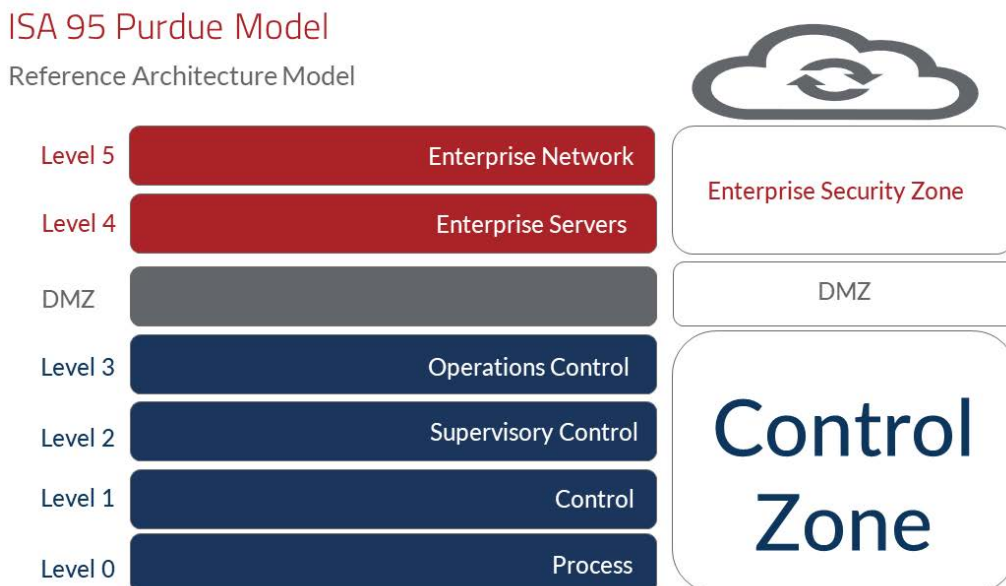 ISA 95 Purdue Model
Reference Architecture Model
Level 5
Enterprise Network
Level 4
Enterprise Servers
Enterprise Security Zone
DMZ
DMZ
Level 3
Operations Control
Level 2
Supervisory Control
Level 1
Control
Level 0
Process
Control
Zone